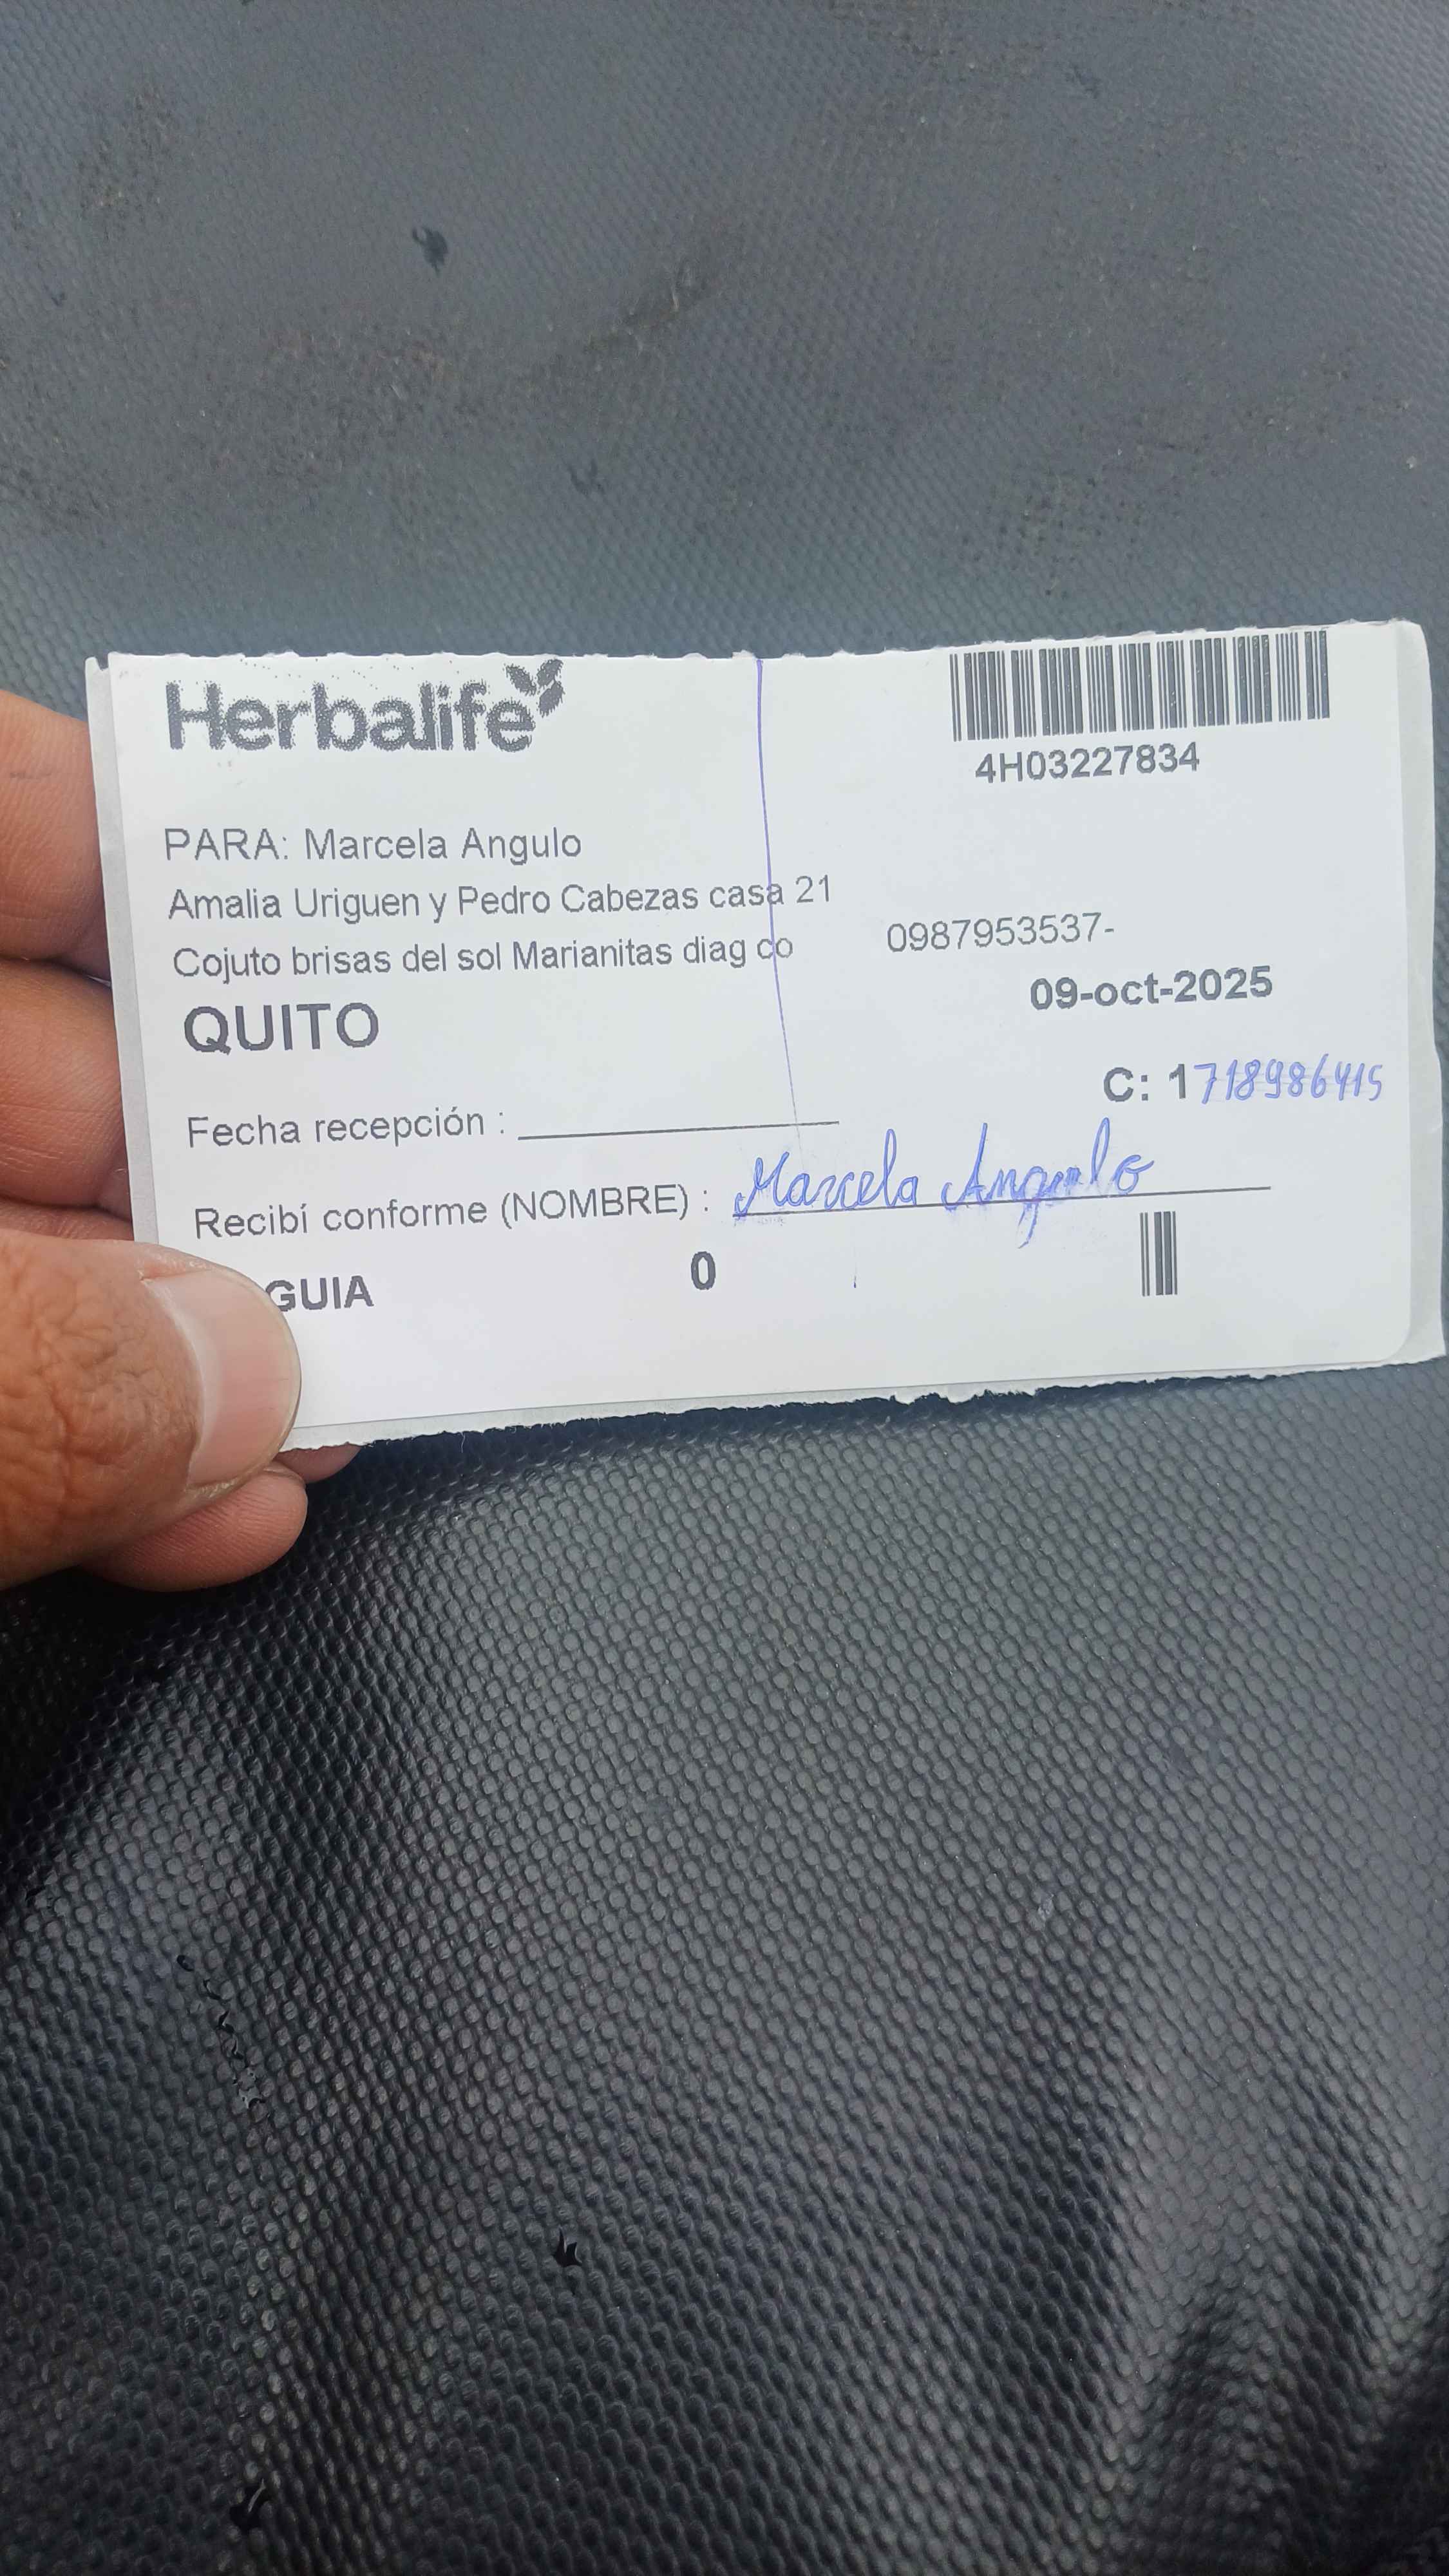 Herbalife
4H03227834
PARA: Marcela Angulo
Amalia Uriguen y Pedro Cabezas casa 21
Cojuto brisas del sol Marianitas diag co
0987953537-
09-oct-2025
QUITO
C: 1718986415
Fecha recepción :
Recibí conforme (NOMBRE) : Marcela Angulo
GUIA 0